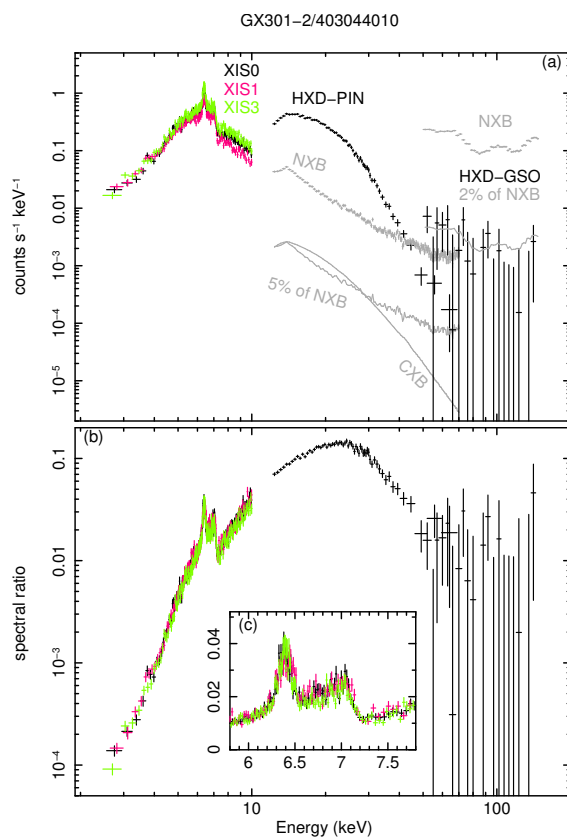 GX301−2/403044010
(a)
XIS0
XIS1
XIS3
HXD−PIN
NXB
NXB
HXD−GSO
2% of NXB
5% of NXB
CXB
counts s⁻¹ keV⁻¹
1
0.1
0.01
10⁻³
10⁻⁴
10⁻⁵
(b)
spectral ratio
0.1
0.01
10⁻³
10⁻⁴
(c)
0.04
0.02
0
6 6.5 7 7.5
10 100
Energy (keV)